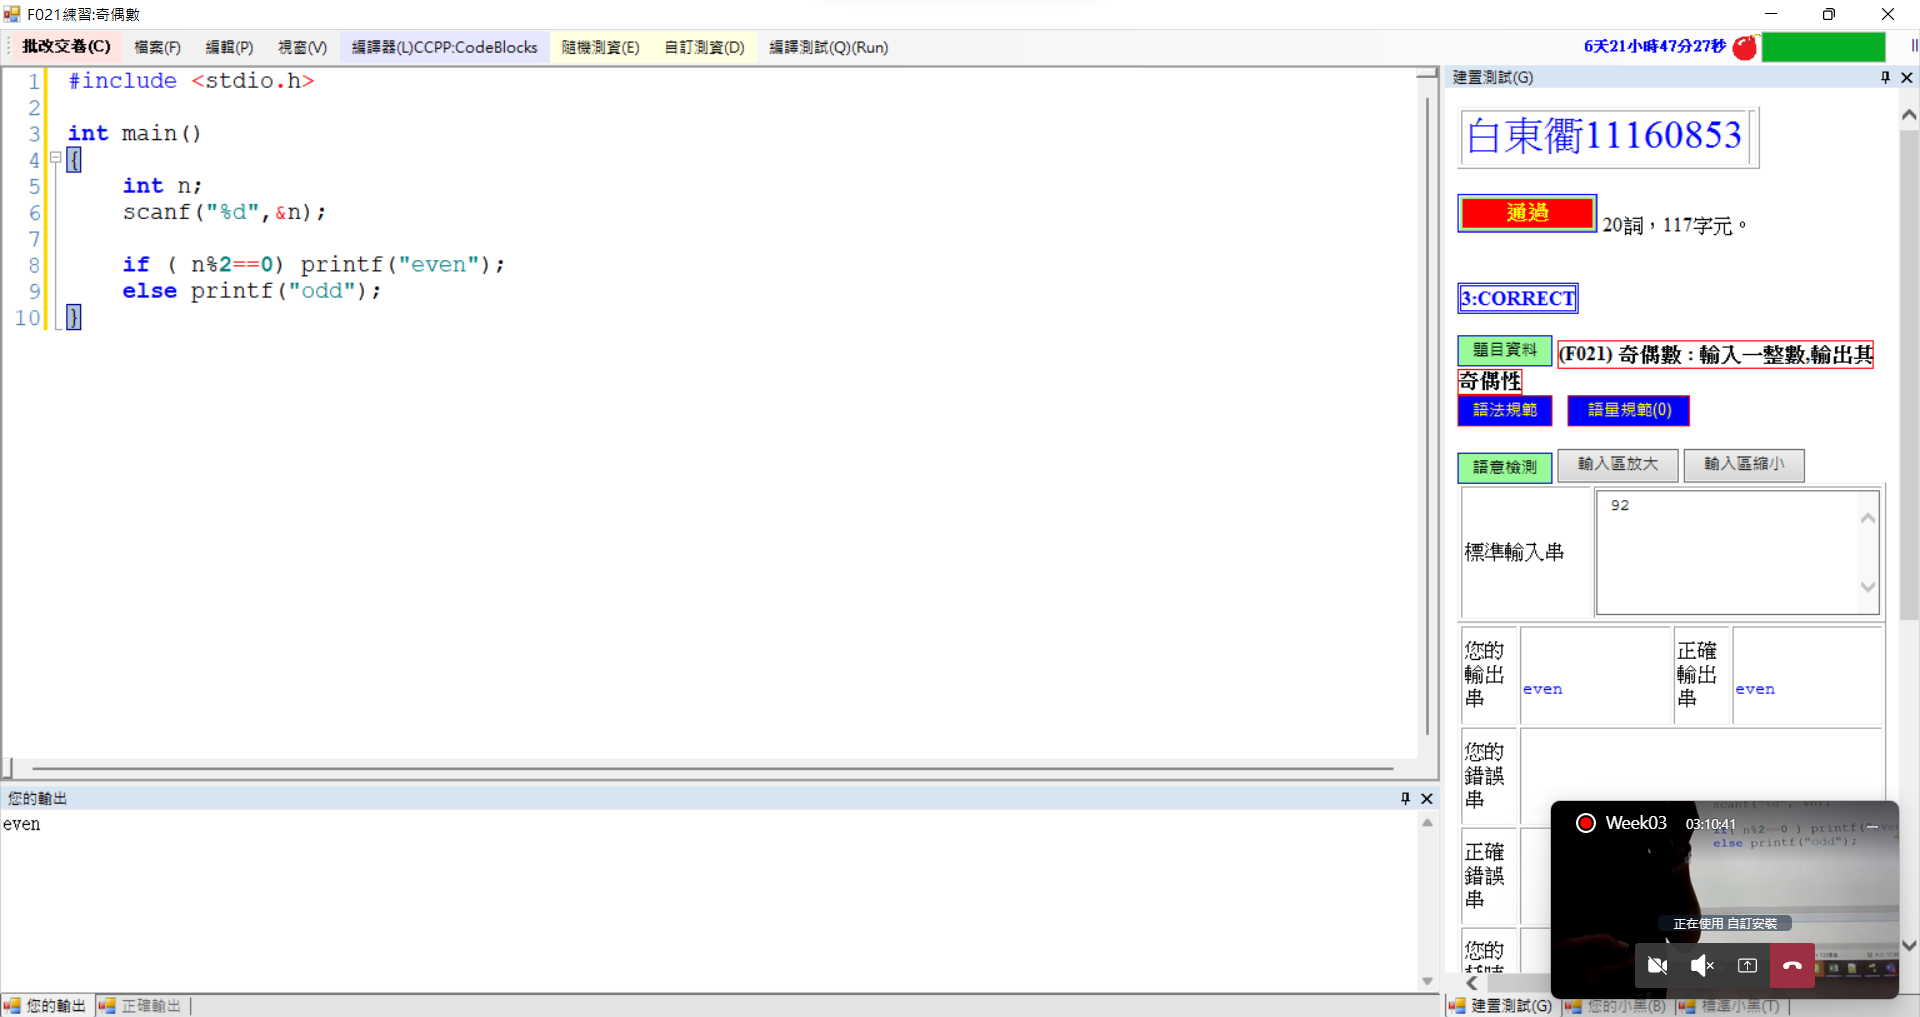 F021練習:奇偶數
批改交卷(C) 檔案(F) 編輯(P) 視窗(V) 編譯器(L)CCPP:CodeBlocks 隨機測資(E) 自訂測資(D) 編譯測試(Q)(Run) 6天21小時47分27秒
1 #include <stdio.h>
2
3 int main()
4 {
5 int n;
6 scanf("%d",&n);
7
8 if ( n%2==0) printf("even");
9 else printf("odd");
10 }
您的輸出
even
您的輸出 正確輸出
建置測試(G)
白東衢11160853
通過 20詞，117字元。
3:CORRECT
題目資料 (F021) 奇偶數 : 輸入一整數,輸出其
奇偶性
語法規範 語量規範(0)
語意檢測 輸入區放大 輸入區縮小
標準輸入串 92
您的
輸出
串
even
正確
輸出
串
even
您的
錯誤
串
正確
錯誤
串
您的
Week03 03:10:41
if( n%2==0 ) printf("even
else printf("odd");
正在使用 自訂安裝
建置測試(G) 您的小黑(B) 標準小黑(T)